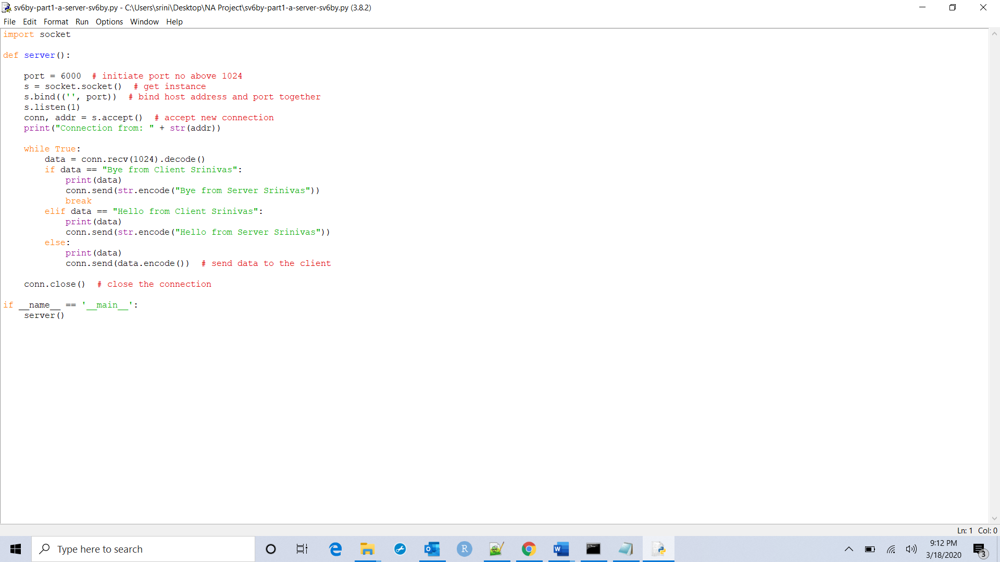 sv6by-part1-a-server-sv6by.py - C:\Users\srini\Desktop\NA Project\sv6by-part1-a-server-sv6by.py (3.8.2)
File Edit Format Run Options Window Help
import socket

def server():

    port = 6000  # initiate port no above 1024
    s = socket.socket()  # get instance
    s.bind(('', port))  # bind host address and port together
    s.listen(1)
    conn, addr = s.accept()  # accept new connection
    print("Connection from: " + str(addr))

    while True:
        data = conn.recv(1024).decode()
        if data == "Bye from Client Srinivas":
            print(data)
            conn.send(str.encode("Bye from Server Srinivas"))
            break
        elif data == "Hello from Client Srinivas":
            print(data)
            conn.send(str.encode("Hello from Server Srinivas"))
        else:
            print(data)
            conn.send(data.encode())  # send data to the client

    conn.close()  # close the connection

if __name__ == '__main__':
    server()
Ln: 1 Col: 0
Type here to search
R
9:12 PM
3/18/2020
3